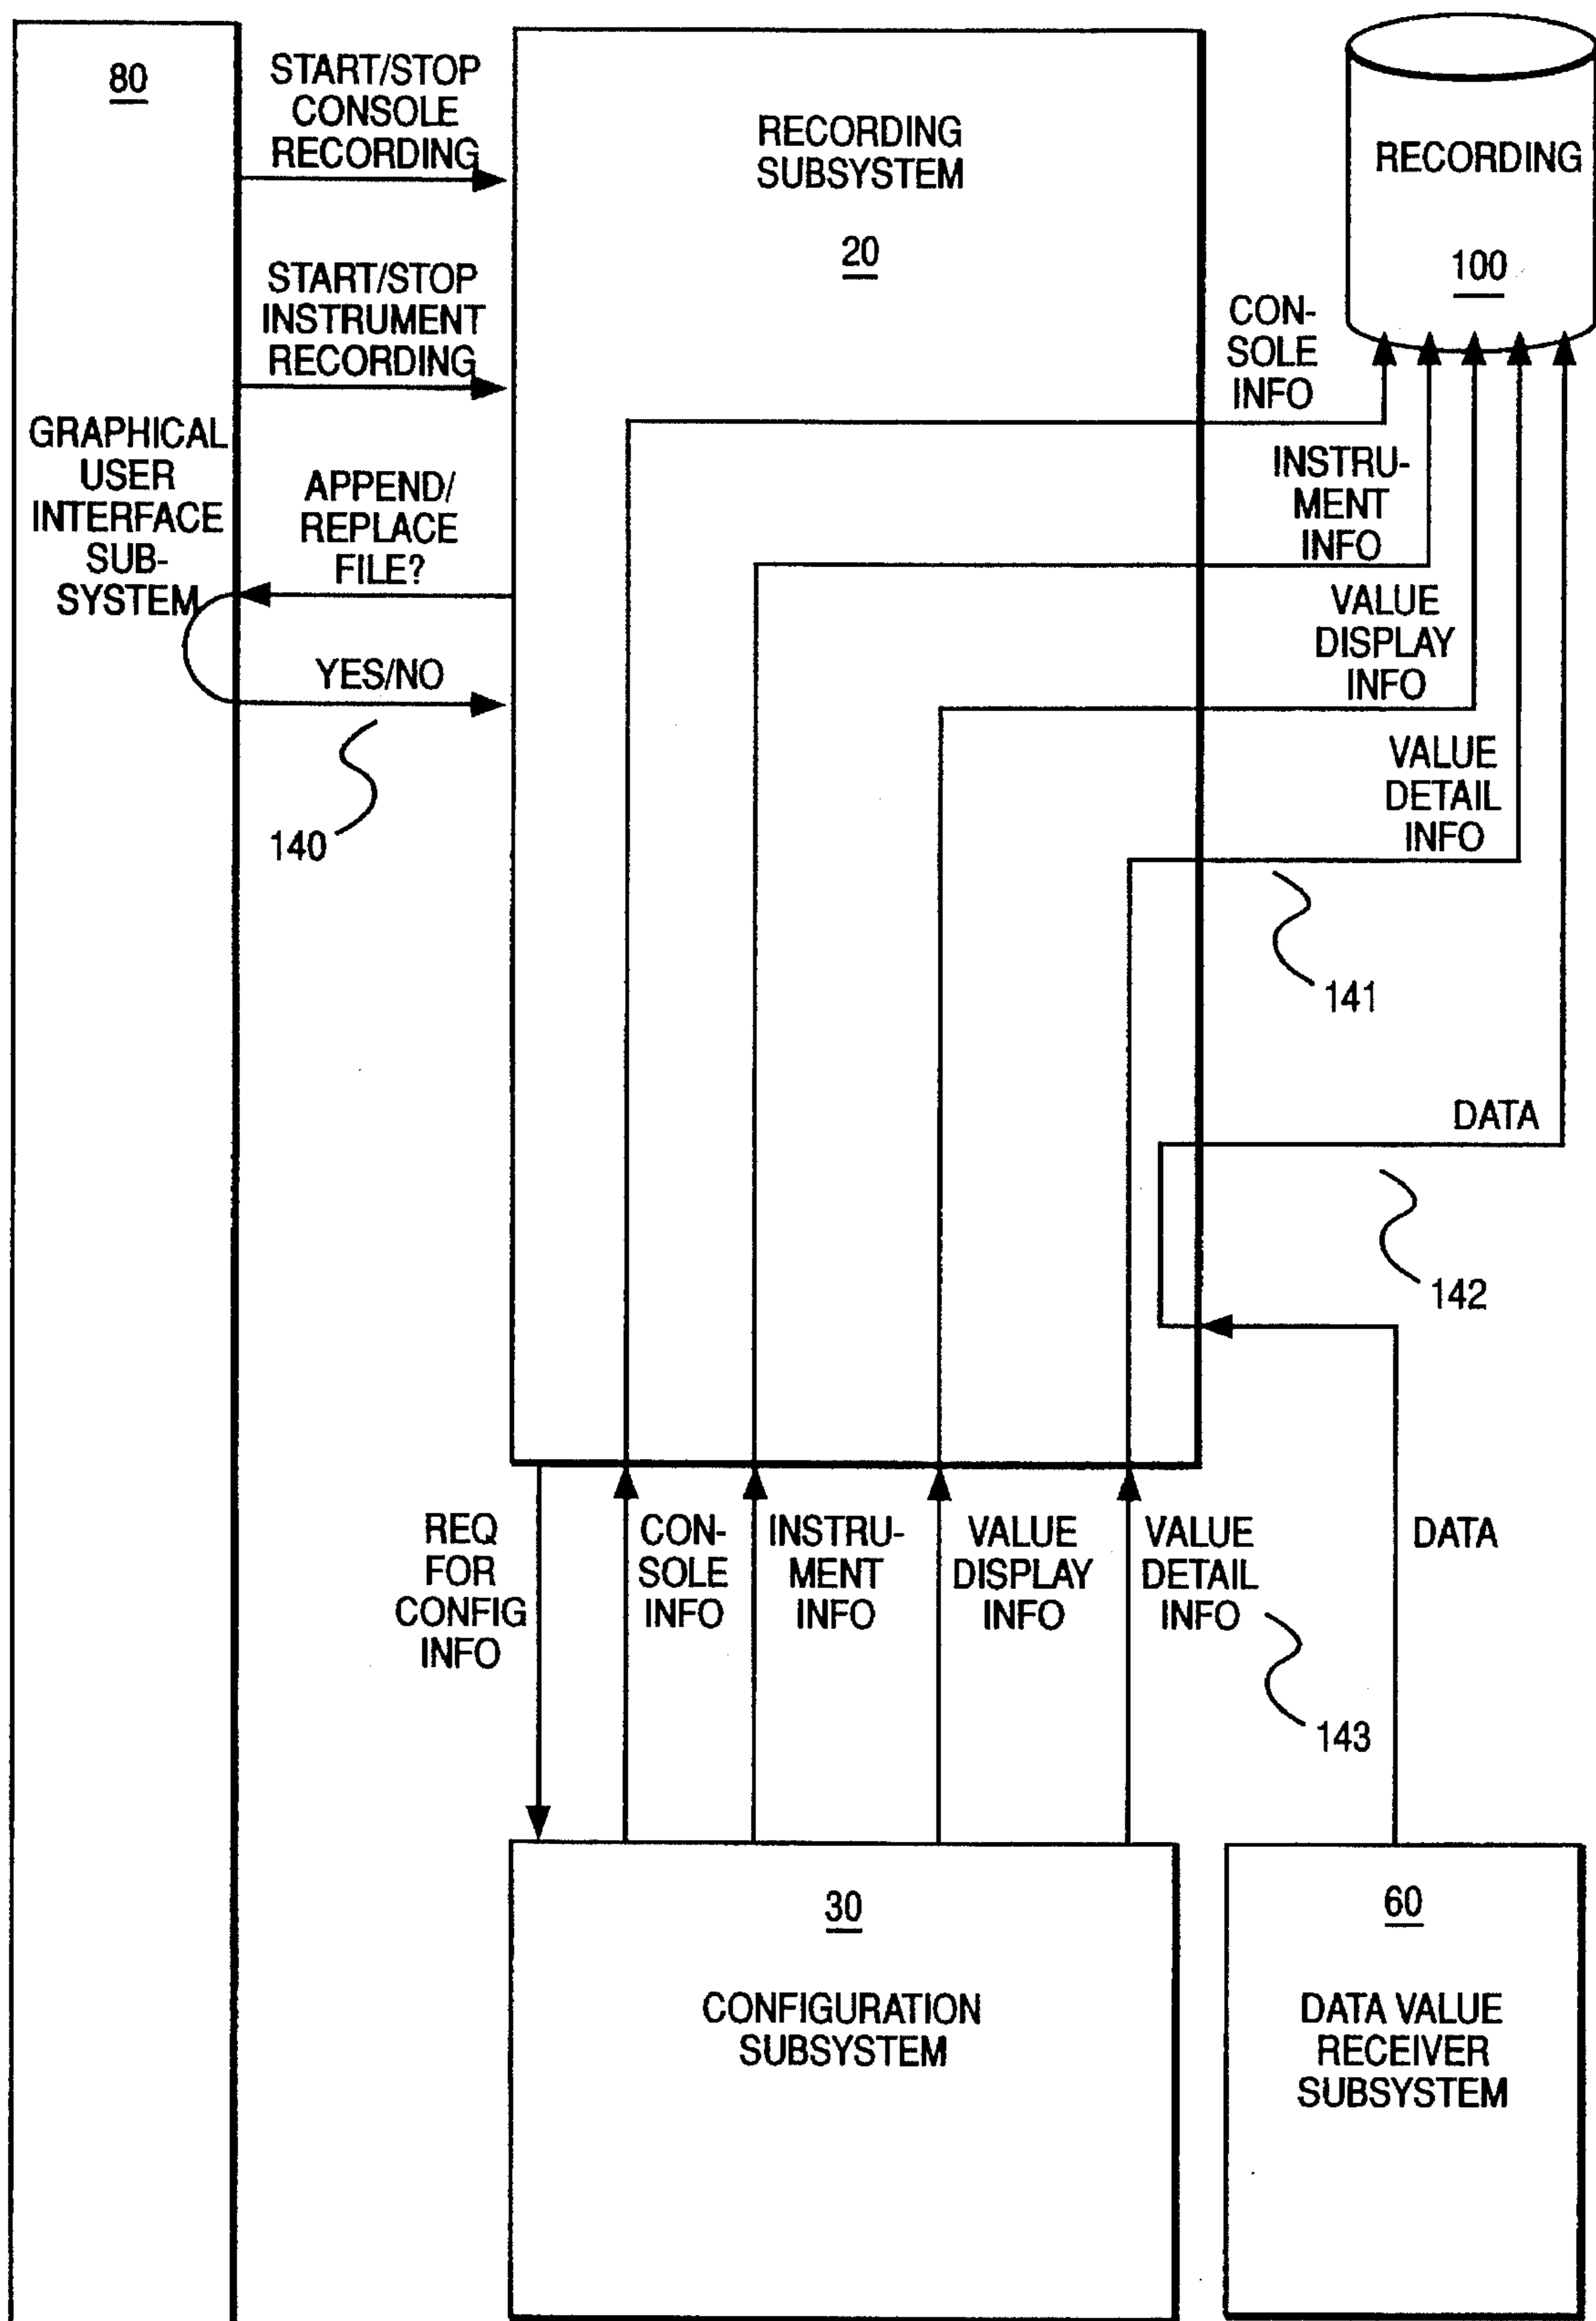 80
START/STOP
CONSOLE
RECORDING
START/STOP
INSTRUMENT
RECORDING
GRAPHICAL
USER
INTERFACE
SUB-
SYSTEM
APPEND/
REPLACE
FILE?
YES/NO
140
RECORDING
SUBSYSTEM
20
RECORDING
100
CON-
SOLE
INFO
INSTRU-
MENT
INFO
VALUE
DISPLAY
INFO
VALUE
DETAIL
INFO
141
DATA
142
REQ
FOR
CONFIG
INFO
CON-
SOLE
INFO
INSTRU-
MENT
INFO
VALUE
DISPLAY
INFO
VALUE
DETAIL
INFO
DATA
143
30
CONFIGURATION
SUBSYSTEM
60
DATA VALUE
RECEIVER
SUBSYSTEM